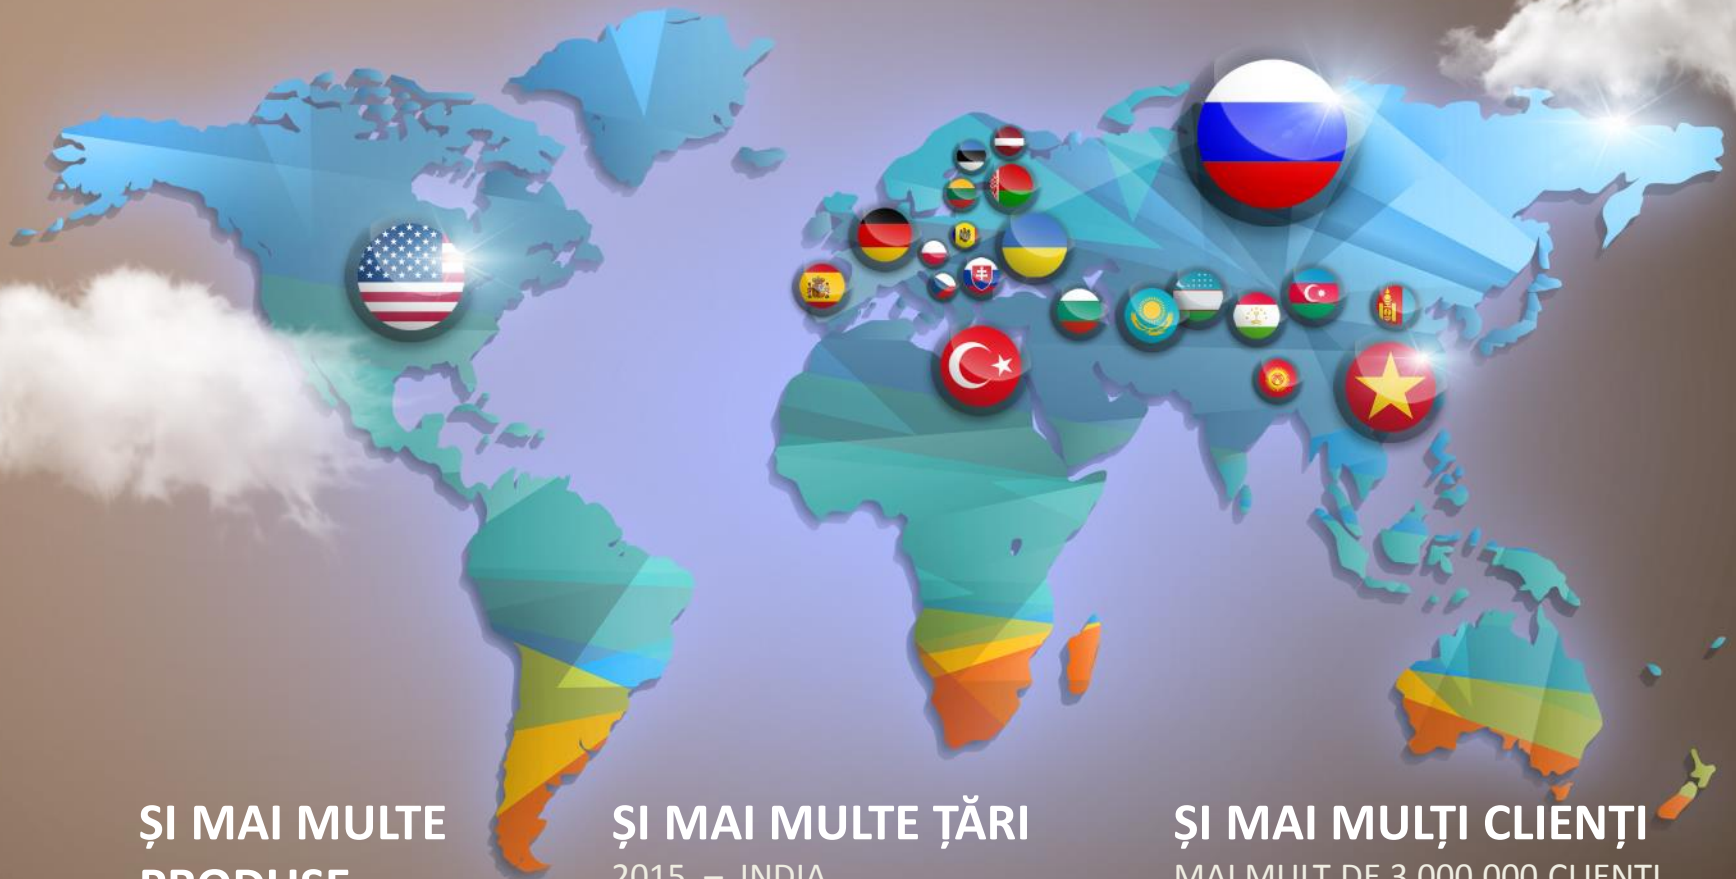 ȘI MAI MULTE
PRODUSE
ȘI MAI MULTE ȚĂRI
2015 – INDIA
ȘI MAI MULȚI CLIENȚI
MAI MULT DE 3 000 000 CLIENȚI